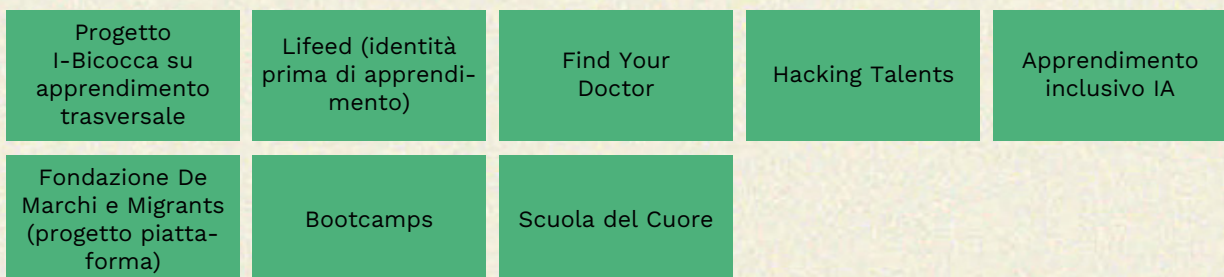 Progetto
I-Bicocca su
apprendimento
trasversale
Lifeed (identità
prima di apprendi-
mento)
Find Your
Doctor
Hacking Talents
Apprendimento
inclusivo IA
Fondazione De
Marchi e Migrants
(progetto piatta-
forma)
Bootcamps
Scuola del Cuore